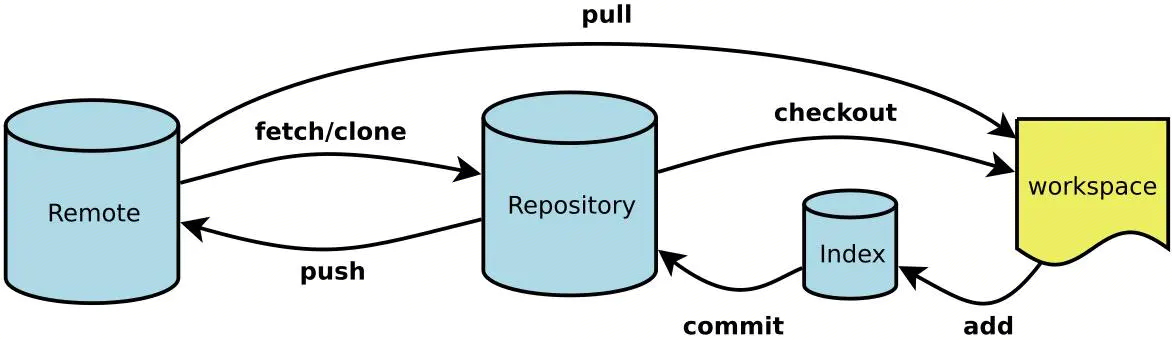 pull
fetch/clone
checkout
Remote
Repository
workspace
Index
push
commit
add